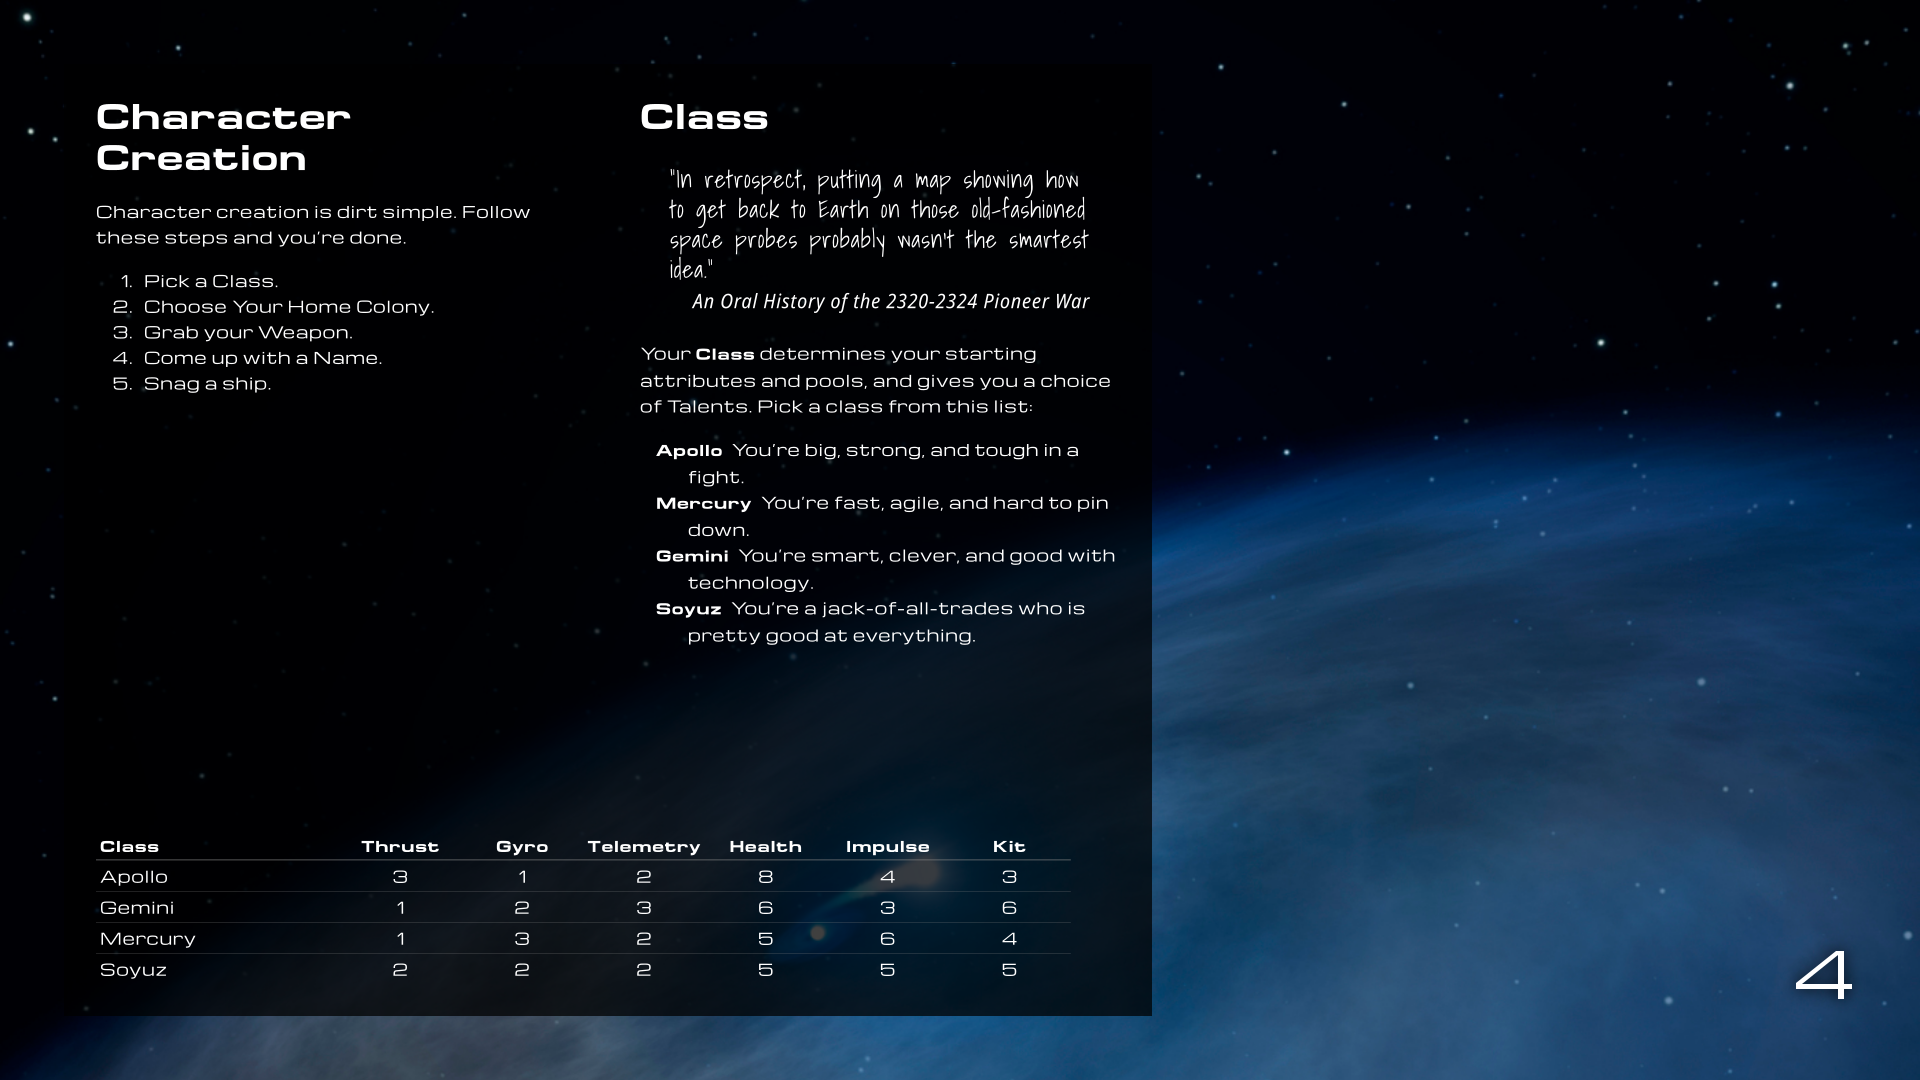 Character
Creation
Character creation is dirt simple. Follow
these steps and you're done.
1. Pick a Class.
2. Choose Your Home Colony.
3. Grab your Weapon.
4. Come up with a Name.
5. Snag a ship.
Class
"In retrospect, putting a map showing how
to get back to Earth on those old-fashioned
space probes probably wasn't the smartest
idea."
An Oral History of the 2320-2324 Pioneer War
Your Class determines your starting
attributes and pools, and gives you a choice
of Talents. Pick a class from this list:
Apollo You're big, strong, and tough in a
fight.
Mercury You're fast, agile, and hard to pin
down.
Gemini You're smart, clever, and good with
technology.
Soyuz You're a jack-of-all-trades who is
pretty good at everything.
Class Thrust Gyro Telemetry Health Impulse Kit
Apollo 3 1 2 8 4 3
Gemini 1 2 3 6 3 6
Mercury 1 3 2 5 6 4
Soyuz 2 2 2 5 5 5
4